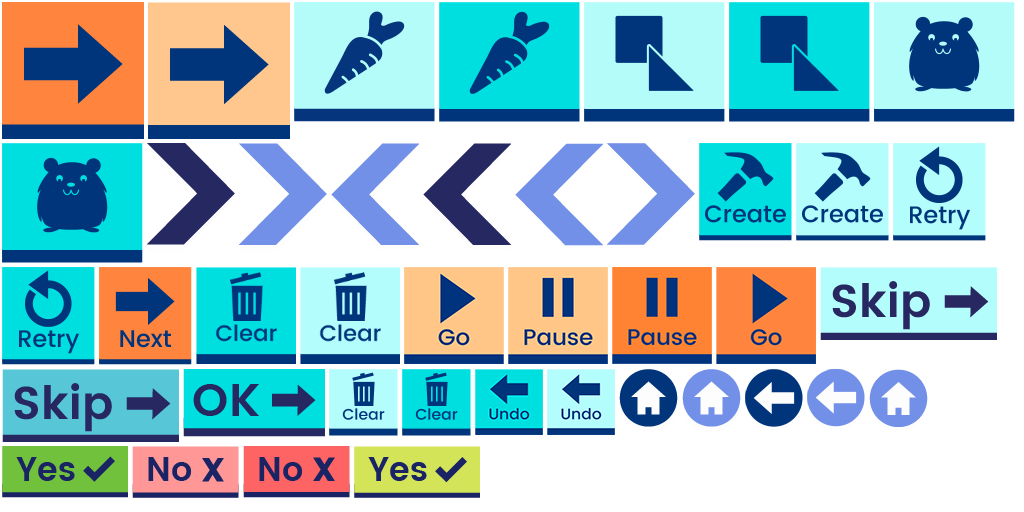 Create
Create
Retry
Retry
Next
Clear
Clear
Go
Pause
Pause
Go
Skip
Skip
OK
Clear
Clear
Undo
Undo
Yes
No X
No X
Yes